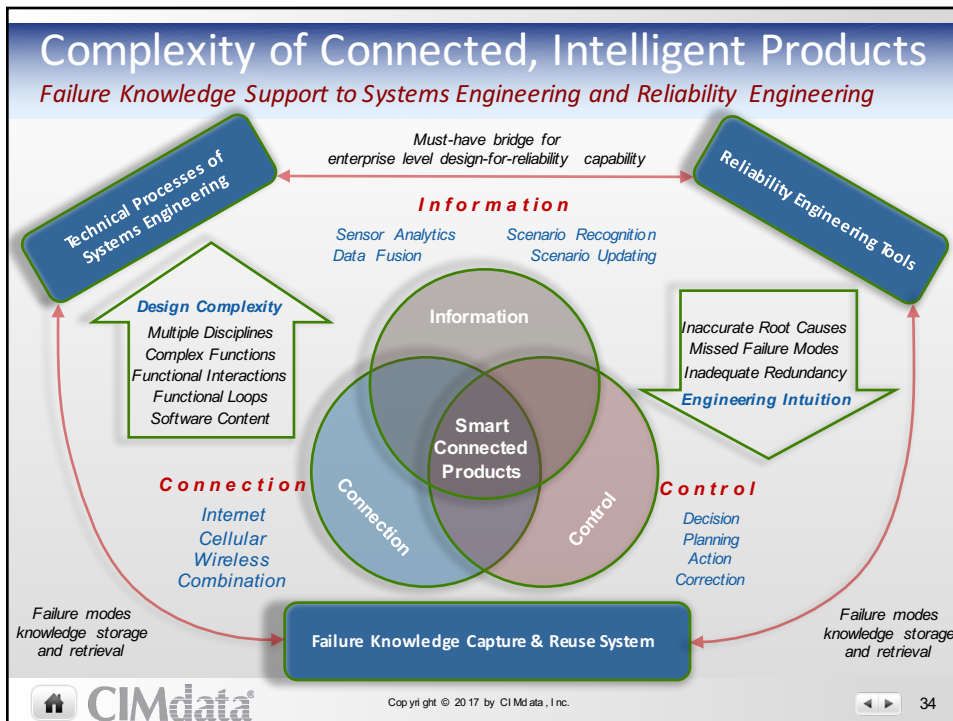 Complexity of Connected, Intelligent Products
Failure Knowledge Support to Systems Engineering and Reliability Engineering
Must-have bridge for
enterprise level design-for-reliability capability
Technical Processes of
Systems Engineering
Reliability Engineering Tools
Information
Sensor Analytics
Data Fusion
Scenario Recognition
Scenario Updating
Design Complexity
Multiple Disciplines
Complex Functions
Functional Interactions
Functional Loops
Software Content
Information
Smart
Connected
Products
Connection
Control
Inaccurate Root Causes
Missed Failure Modes
Inadequate Redundancy
Engineering Intuition
Connection
Internet
Cellular
Wireless
Combination
Control
Decision
Planning
Action
Correction
Failure modes
knowledge storage
and retrieval
Failure Knowledge Capture & Reuse System
Failure modes
knowledge storage
and retrieval
CIMdata®
Copyright © 2017 by CIMdata, Inc.
34